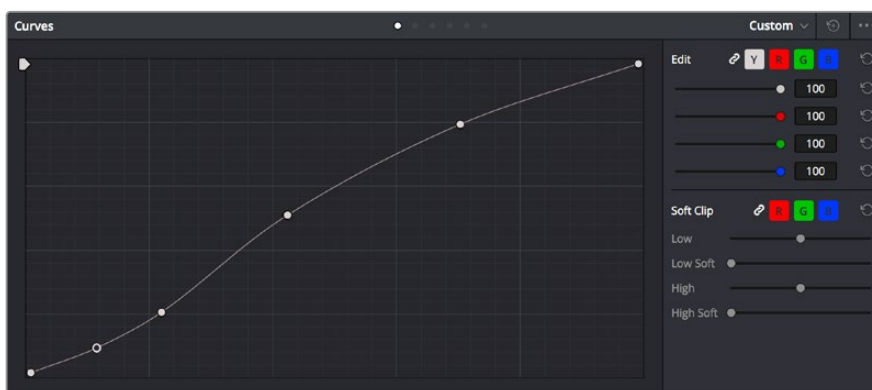 Curves
Custom
Edit
Y R G B
100
100
100
100
Soft Clip
R G B
Low
Low Soft
High
High Soft